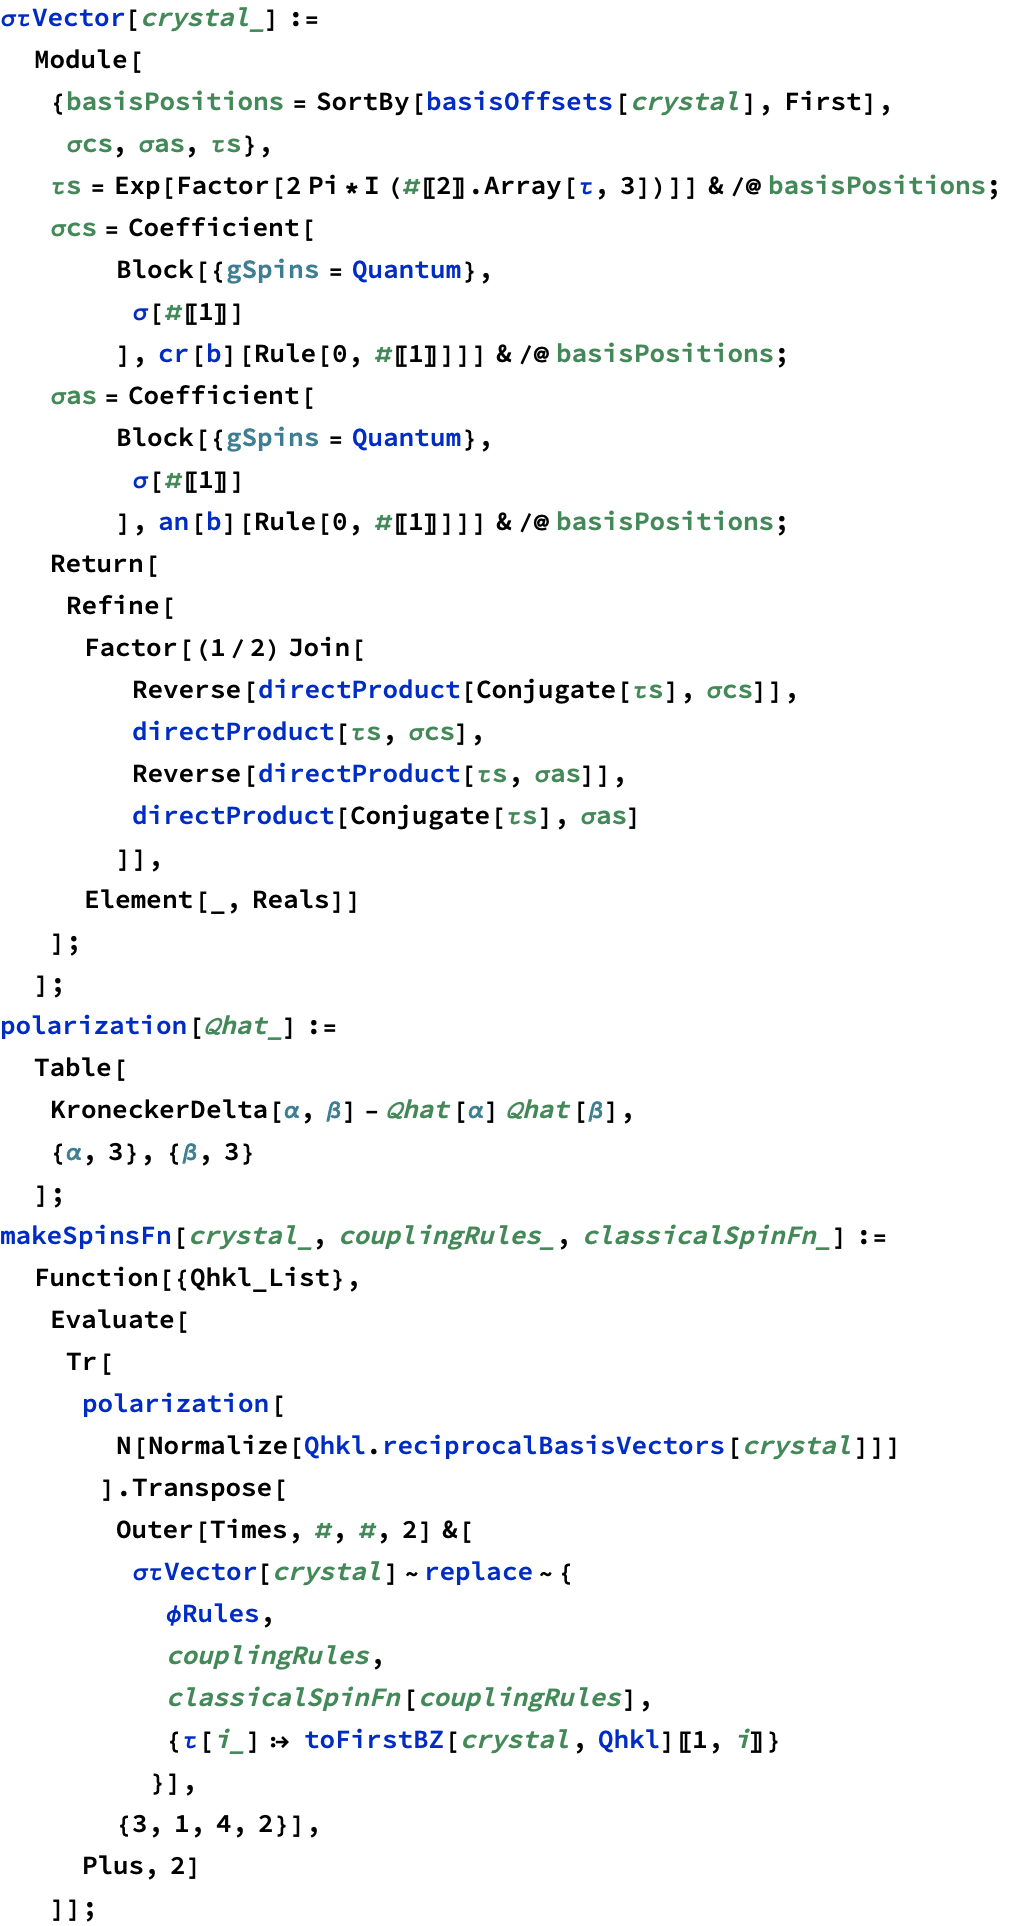 στVector[crystal_] :=
Module[
{basisPositions = SortBy[basisOffsets[crystal], First],
σcs, σas, τs},
τs = Exp[Factor[2 Pi * I (#〚2〛.Array[τ, 3])]] & /@ basisPositions;
σcs = Coefficient[
Block[{gSpins = Quantum},
σ[#〚1〛]
], cr[b][Rule[0, #〚1〛]]] & /@ basisPositions;
σas = Coefficient[
Block[{gSpins = Quantum},
σ[#〚1〛]
], an[b][Rule[0, #〚1〛]]] & /@ basisPositions;
Return[
Refine[
Factor[(1 / 2) Join[
Reverse[directProduct[Conjugate[τs], σcs]],
directProduct[τs, σcs],
Reverse[directProduct[τs, σas]],
directProduct[Conjugate[τs], σas]
]],
Element[_, Reals]]
];
];
polarization[Qhat_] :=
Table[
KroneckerDelta[α, β] - Qhat[α] Qhat[β],
{α, 3}, {β, 3}
];
makeSpinsFn[crystal_, couplingRules_, classicalSpinFn_] :=
Function[{Qhkl_List},
Evaluate[
Tr[
polarization[
N[Normalize[Qhkl.reciprocalBasisVectors[crystal]]]
].Transpose[
Outer[Times, #, #, 2] &[
στVector[crystal] ~ replace ~ {
ϕRules,
couplingRules,
classicalSpinFn[couplingRules],
{τ[i_] :→ toFirstBZ[crystal, Qhkl]〚1, i〛}
}],
{3, 1, 4, 2}],
Plus, 2]
]];